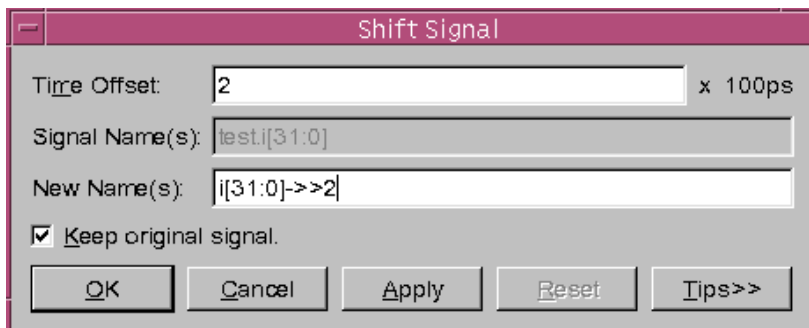 Shift Signal
Time Offset: 2 x 100ps
Signal Name(s): test.i[31:0]
New Name(s): i[31:0]->>2
Keep original signal.
OK Cancel Apply Reset Tips>>